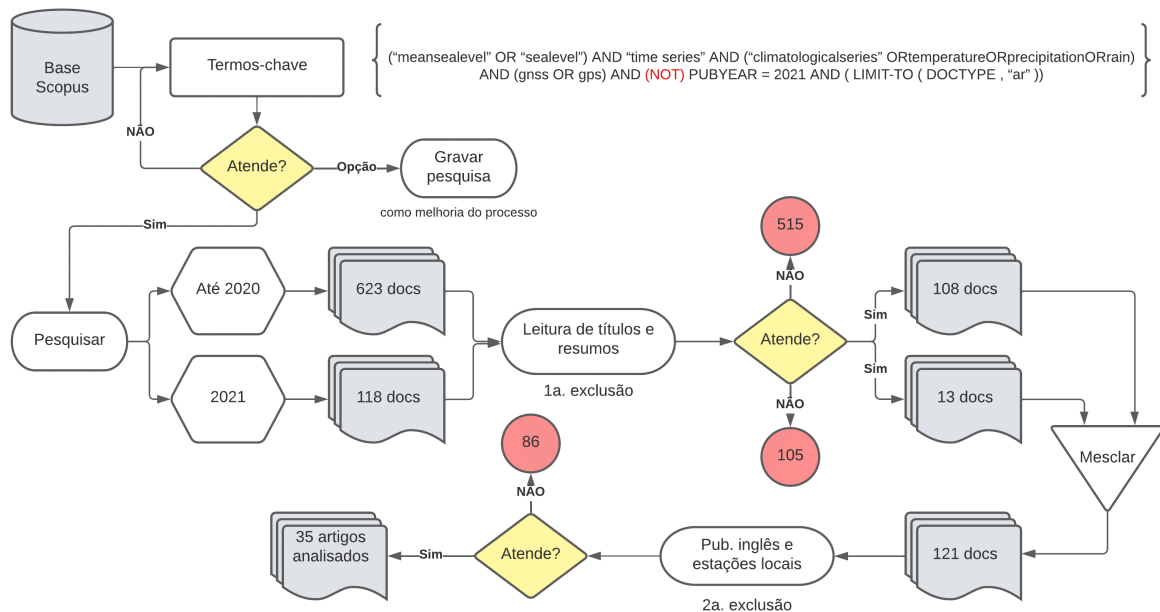 Base
Scopus
Termos-chave
(“meansealevel” OR “sealevel”) AND “time series” AND (“climatologicalseries” ORtemperatureORprecipitationORrain)
AND (gnss OR gps) AND (NOT) PUBYEAR = 2021 AND ( LIMIT-TO ( DOCTYPE , “ar” ))
NÃO
Atende?
Opção
Gravar
pesquisa
como melhoria do processo
Sim
Pesquisar
Até 2020
623 docs
2021
118 docs
Leitura de títulos e
resumos
1a. exclusão
515
NÃO
Atende?
NÃO
105
Sim
108 docs
Sim
13 docs
Mesclar
121 docs
Pub. inglês e
estações locais
2a. exclusão
86
NÃO
Atende?
Sim
35 artigos
analisados